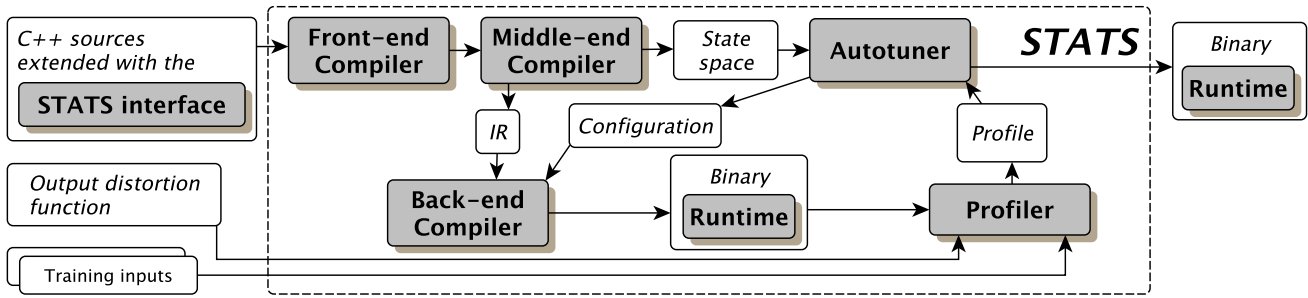 C++ sources
extended with the
STATS interface
Front-end
Compiler
Middle-end
Compiler
State
space
Autotuner
STATS
Binary
Runtime
IR
Configuration
Profile
Output distortion
function
Back-end
Compiler
Binary
Runtime
Profiler
Training inputs